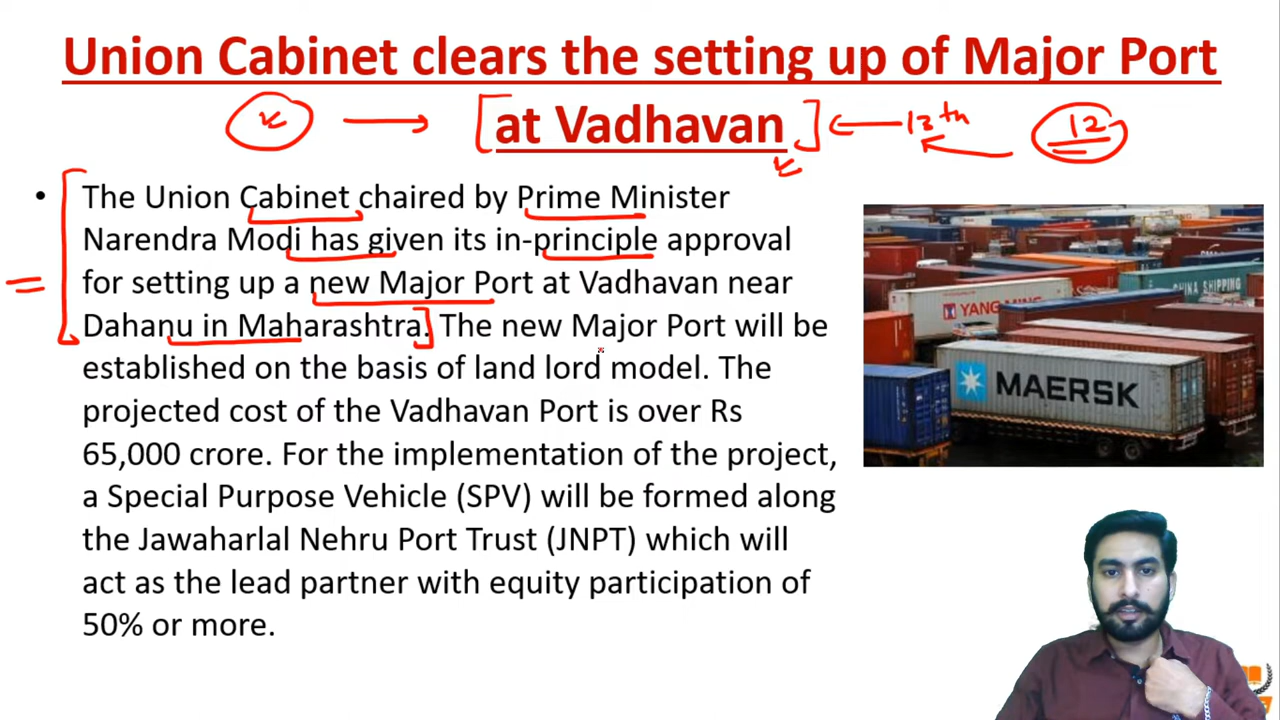 Union Cabinet clears the setting up of Major Port
at Vadhavan
13th
12
• The Union Cabinet chaired by Prime Minister
Narendra Modi has given its in-principle approval
for setting up a new Major Port at Vadhavan near
Dahanu in Maharashtra. The new Major Port will be
established on the basis of land lord model. The
projected cost of the Vadhavan Port is over Rs
65,000 crore. For the implementation of the project,
a Special Purpose Vehicle (SPV) will be formed along
the Jawaharlal Nehru Port Trust (JNPT) which will
act as the lead partner with equity participation of
50% or more.
YANG MING
CHINA SHIPPING
MAERSK